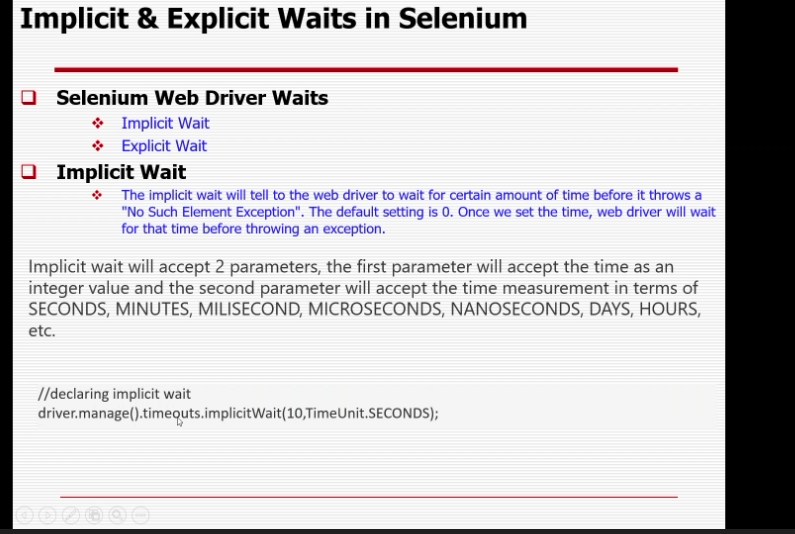 Implicit & Explicit Waits in Selenium
Selenium Web Driver Waits
Implicit Wait
Explicit Wait
Implicit Wait
The implicit wait will tell to the web driver to wait for certain amount of time before it throws a
"No Such Element Exception". The default setting is 0. Once we set the time, web driver will wait
for that time before throwing an exception.
Implicit wait will accept 2 parameters, the first parameter will accept the time as an
integer value and the second parameter will accept the time measurement in terms of
SECONDS, MINUTES, MILISECOND, MICROSECONDS, NANOSECONDS, DAYS, HOURS,
etc.
//declaring implicit wait
driver.manage().timeouts.implicitWait(10,TimeUnit.SECONDS);